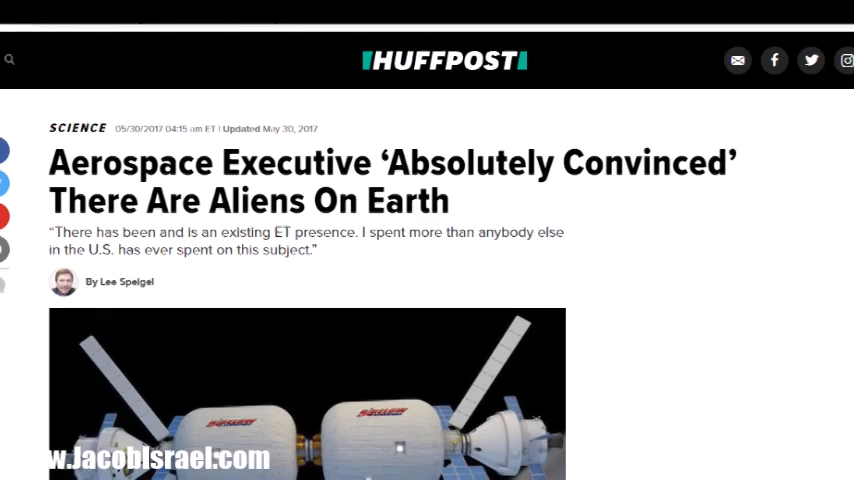 HUFFPOST
SCIENCE 05/30/2017 04:15 am ET | Updated May 30, 2017
Aerospace Executive ‘Absolutely Convinced’
There Are Aliens On Earth
“There has been and is an existing ET presence. I spent more than anybody else
in the U.S. has ever spent on this subject.”
By Lee Speigel
w.JacobIsrael.com